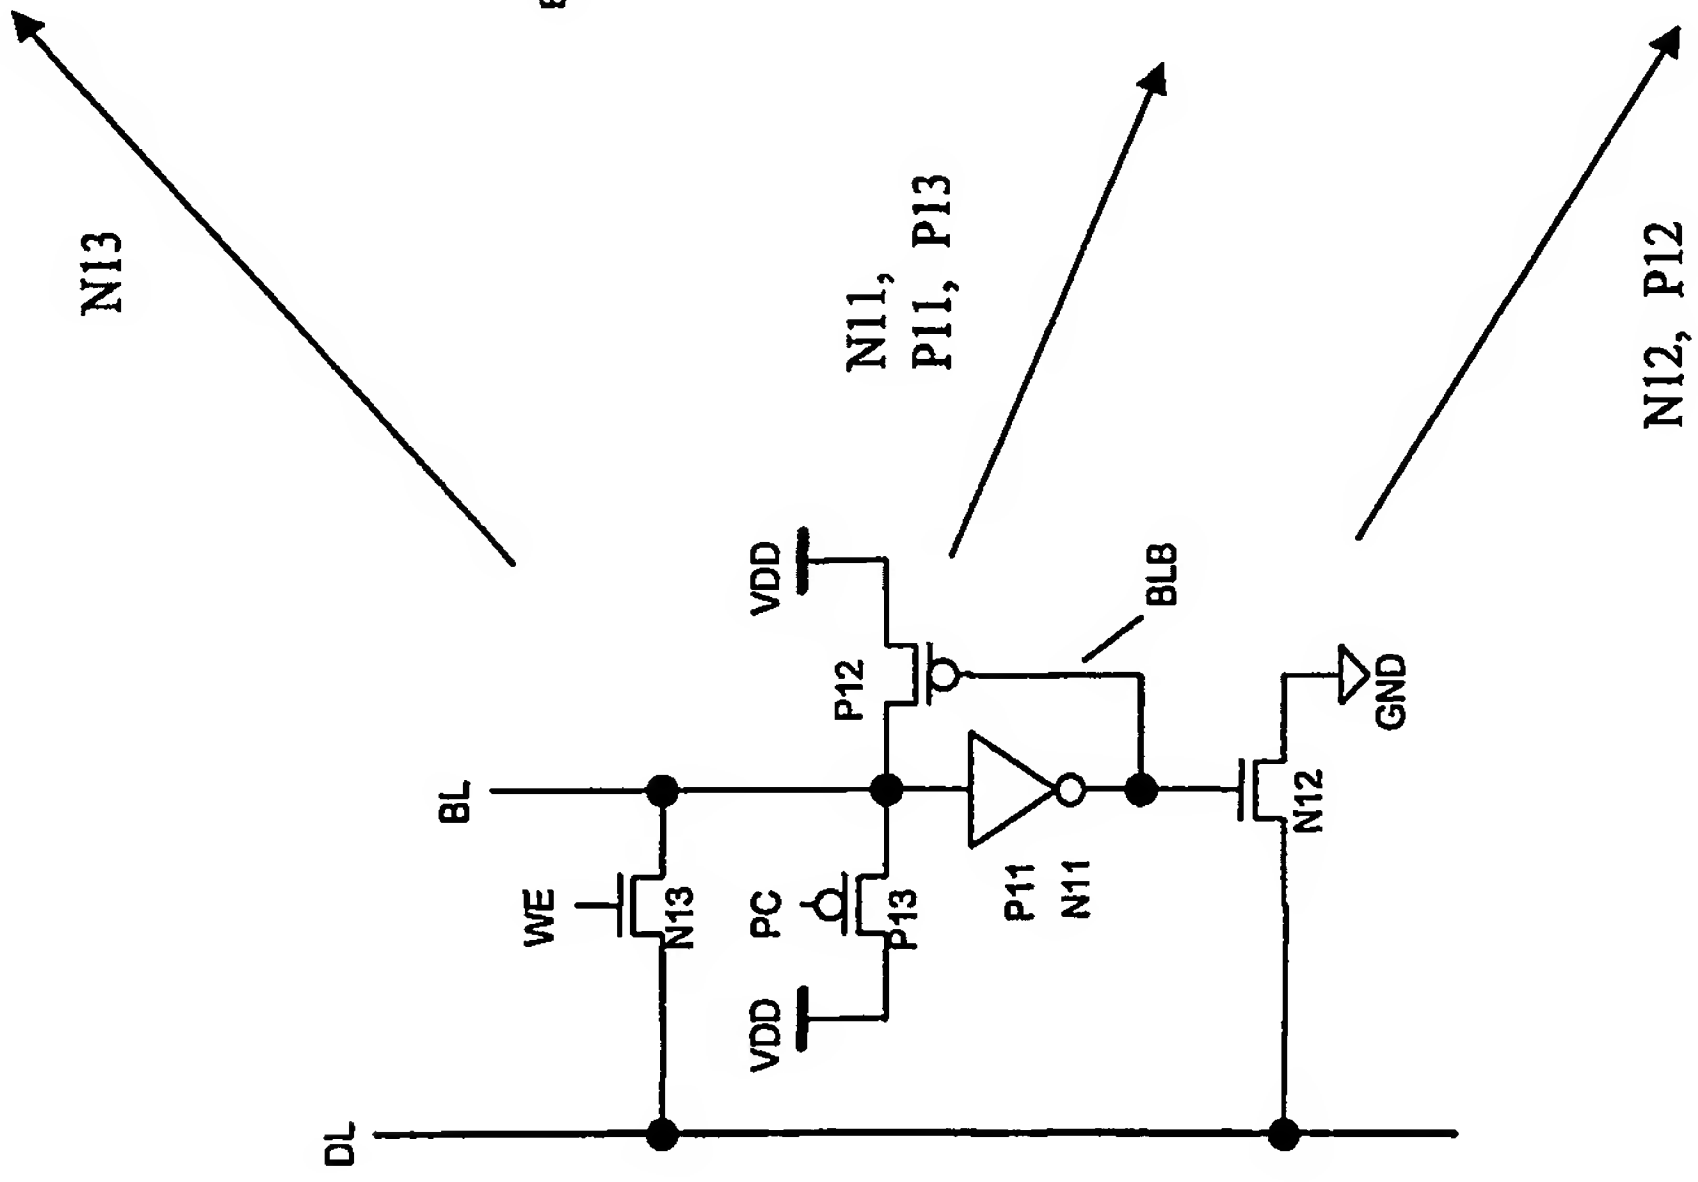 DL
BL
WE
N13
VDD
PC
P13
P12
VDD
P11
N11
BLB
N12
GND
N13
N11,
P11, P13
N12, P12